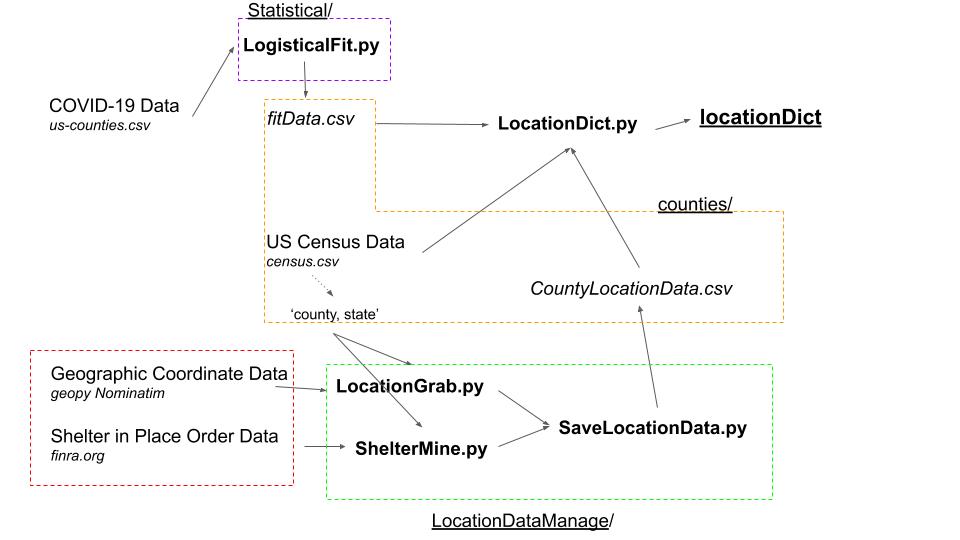 Statistical/
LogisticalFit.py
COVID-19 Data
us-counties.csv
fitData.csv
LocationDict.py
locationDict
counties/
US Census Data
census.csv
CountyLocationData.csv
‘county, state’
Geographic Coordinate Data
geopy Nominatim
LocationGrab.py
Shelter in Place Order Data
finra.org
ShelterMine.py
SaveLocationData.py
LocationDataManage/